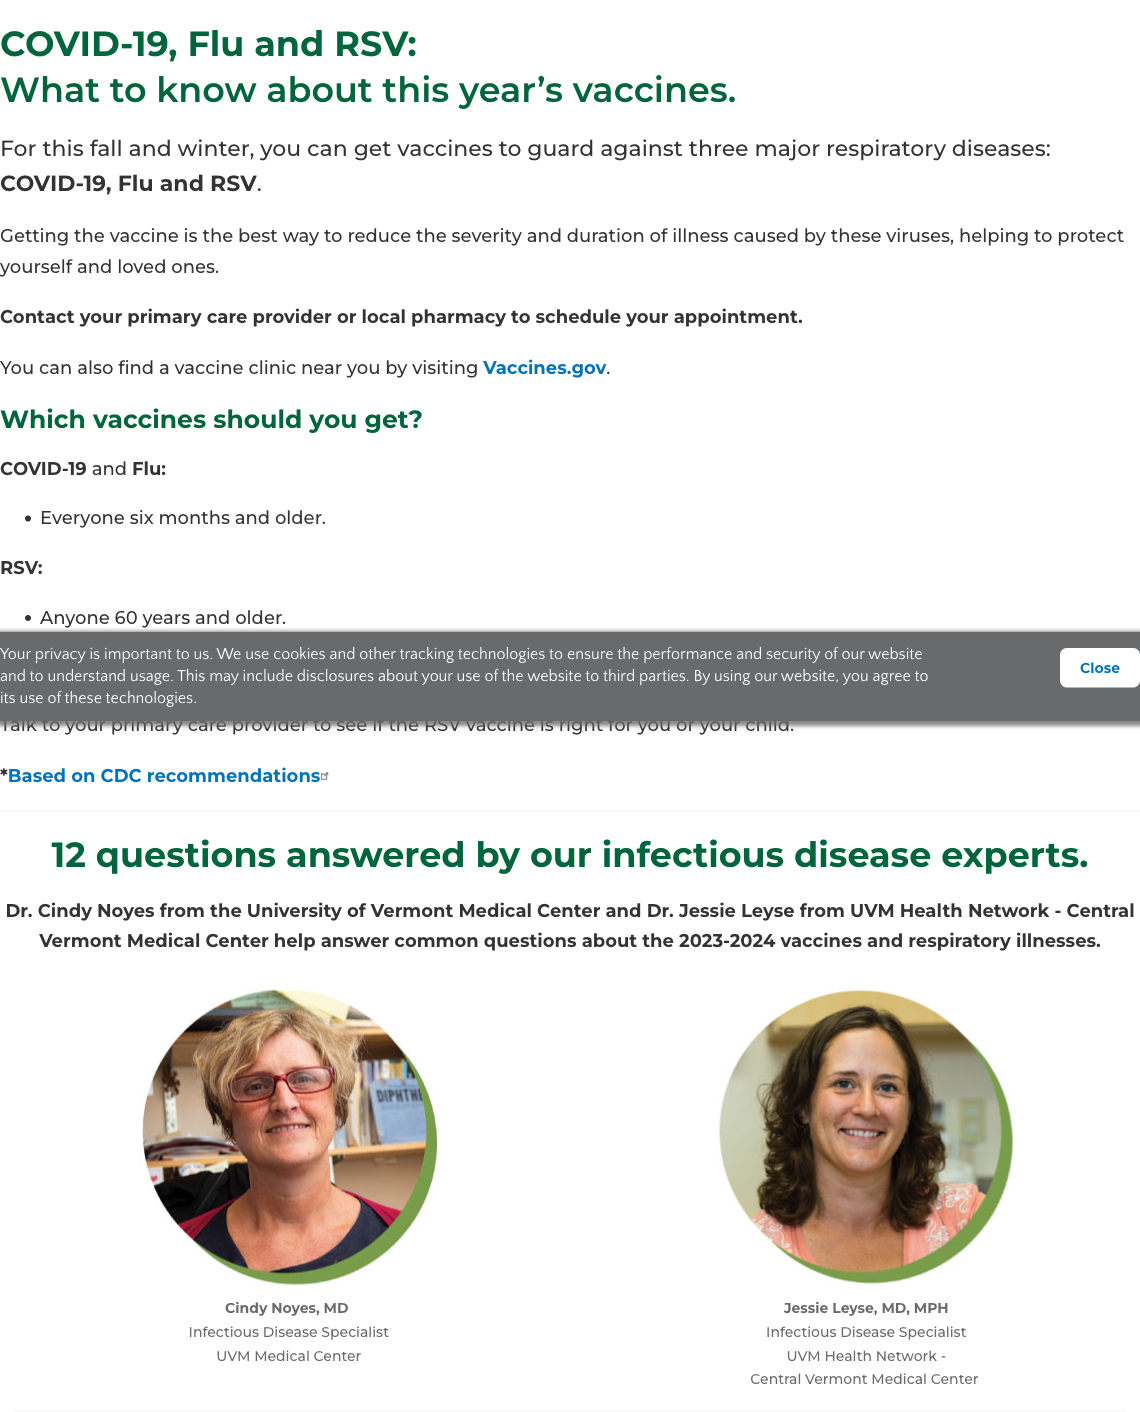 COVID-19, Flu and RSV:
What to know about this year’s vaccines.
For this fall and winter, you can get vaccines to guard against three major respiratory diseases:
COVID-19, Flu and RSV.
Getting the vaccine is the best way to reduce the severity and duration of illness caused by these viruses, helping to protect
yourself and loved ones.
Contact your primary care provider or local pharmacy to schedule your appointment.
You can also find a vaccine clinic near you by visiting Vaccines.gov.
Which vaccines should you get?
COVID-19 and Flu:
• Everyone six months and older.
RSV:
• Anyone 60 years and older.
Your privacy is important to us. We use cookies and other tracking technologies to ensure the performance and security of our website
and to understand usage. This may include disclosures about your use of the website to third parties. By using our website, you agree to
its use of these technologies.
Close
Talk to your primary care provider to see if the RSV vaccine is right for you or your child.
*Based on CDC recommendations
12 questions answered by our infectious disease experts.
Dr. Cindy Noyes from the University of Vermont Medical Center and Dr. Jessie Leyse from UVM Health Network - Central
Vermont Medical Center help answer common questions about the 2023-2024 vaccines and respiratory illnesses.
DIPHTHE
Cindy Noyes, MD
Infectious Disease Specialist
UVM Medical Center
Jessie Leyse, MD, MPH
Infectious Disease Specialist
UVM Health Network -
Central Vermont Medical Center